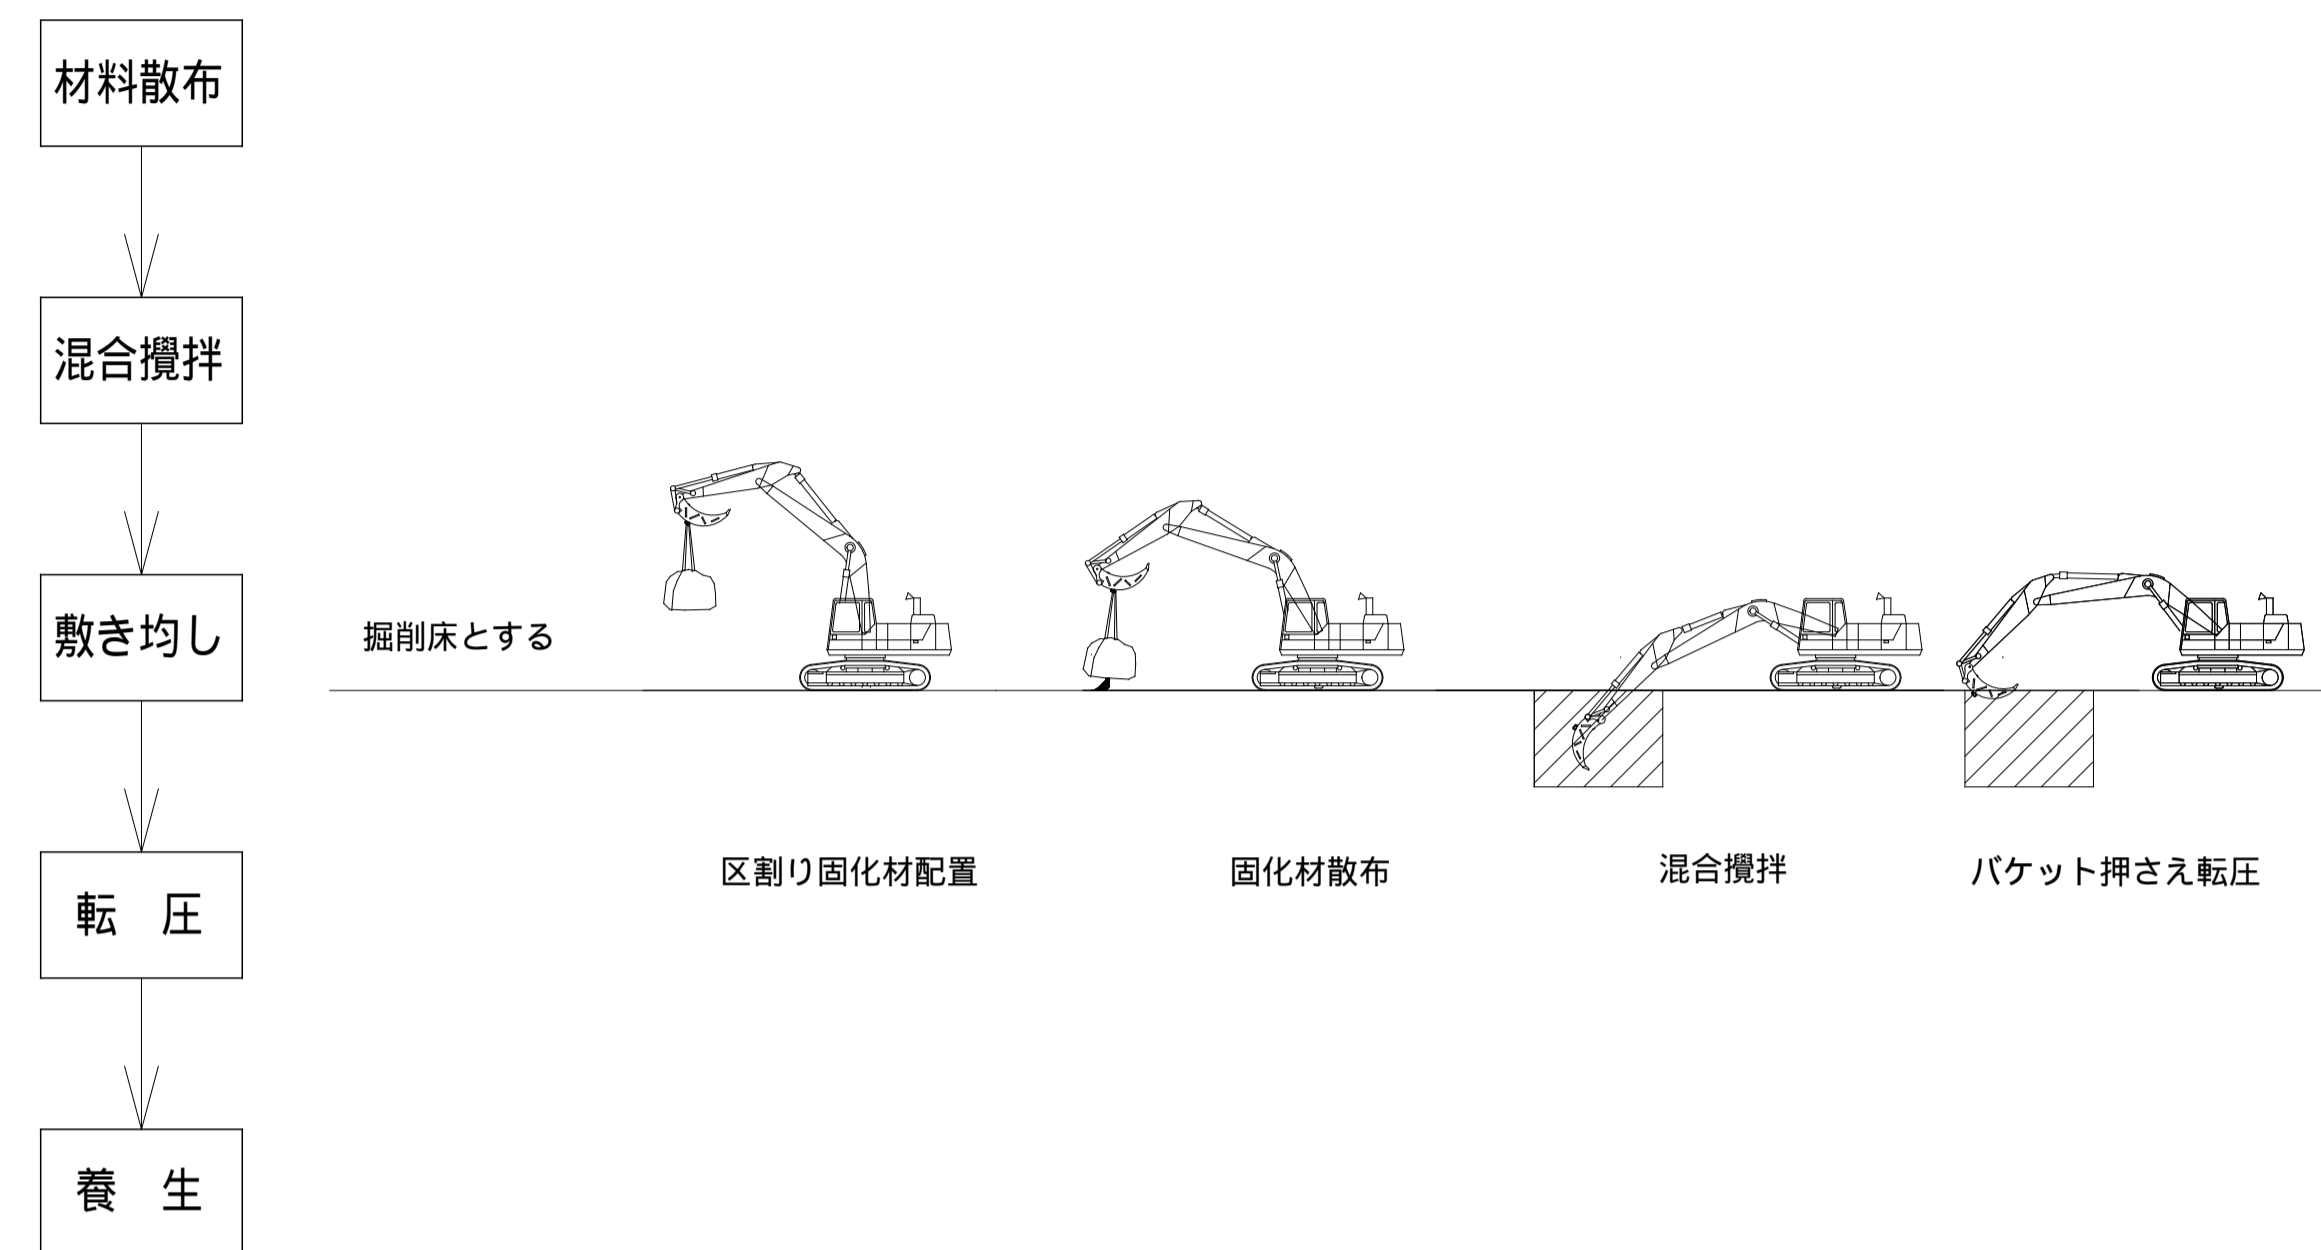 材料散布
混合攪拌
敷き均し
転　圧
養　生
掘削床とする
区割り固化材配置
固化材散布
混合攪拌
バケット押さえ転圧